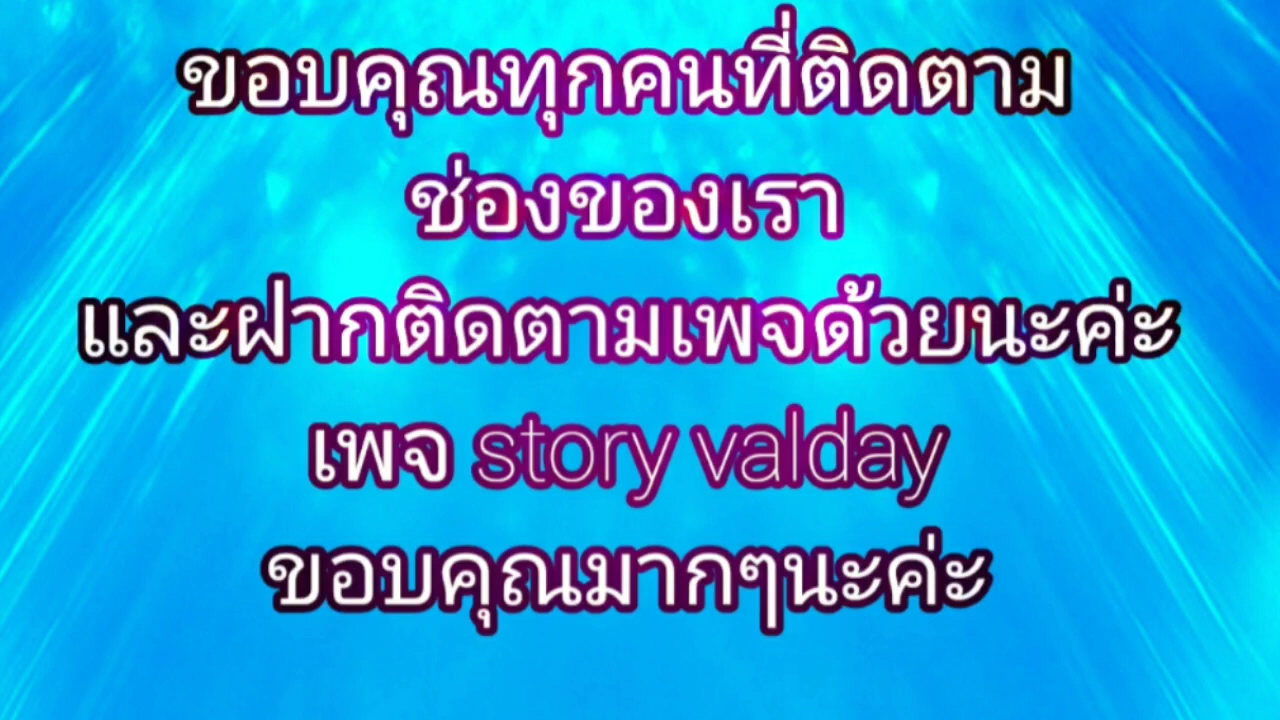 ขอบคุณทุกคนที่ติดตาม
ช่องของเรา
และฝากติดตามเพจด้วยนะค่ะ
เพจ story valday
ขอบคุณมากๆนะค่ะ